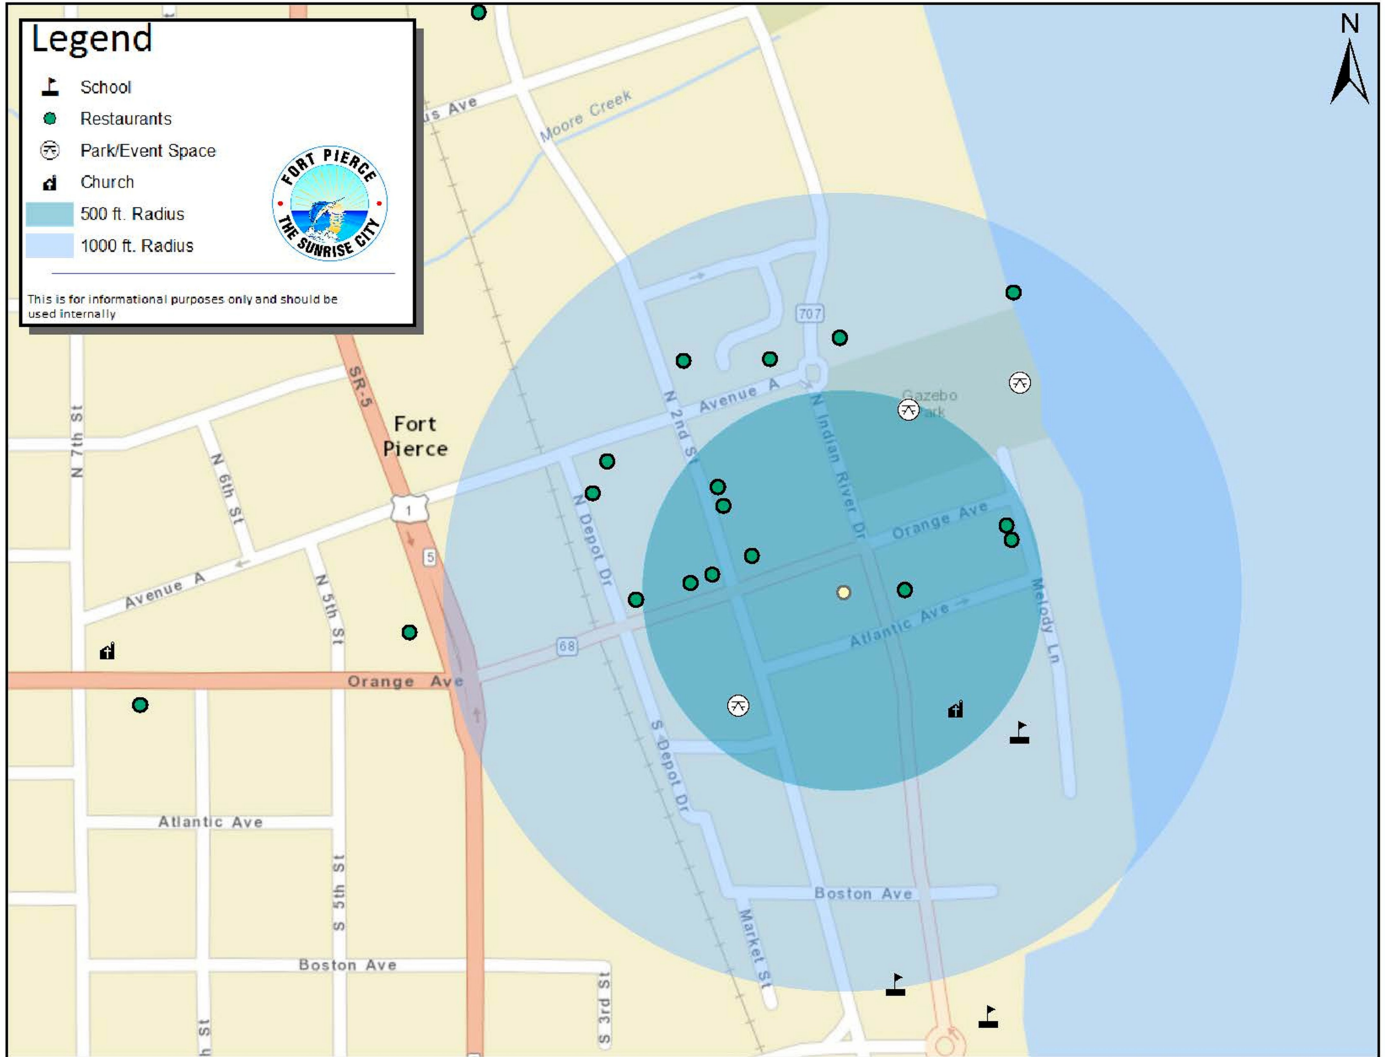 Legend
School
Restaurants
Park/Event Space
Church
500 ft. Radius
1000 ft. Radius
FORT PIERCE
THE SUNRISE CITY
This is for informational purposes only and should be
used internally
N
us Ave
Moore Creek
707
SR-5
Fort
Pierce
N 7th St
N 6th St
N 2nd St
Avenue A
N Indian River Dr
Gazebo
ark
1
5
N Depot Dr
Orange Ave
Avenue A
N 5th St
Melody Ln
Atlantic Ave
68
Orange Ave
S Depot Dr
Atlantic Ave
S 5th St
Boston Ave
Market St
Boston Ave
S 3rd St
h St